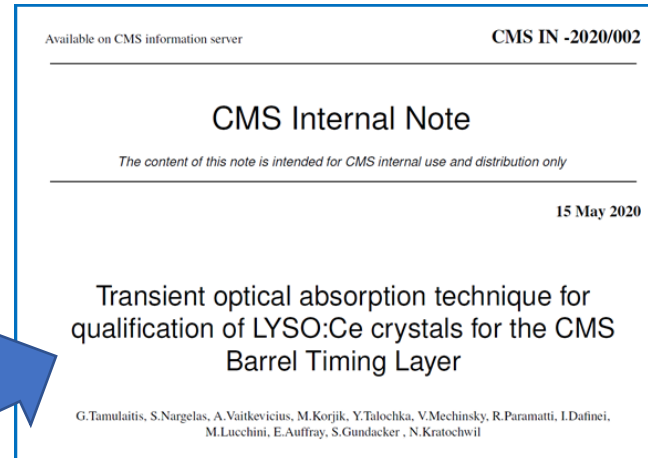 Available on CMS information server CMS IN -2020/002
CMS Internal Note
The content of this note is intended for CMS internal use and distribution only
15 May 2020
Transient optical absorption technique for
qualification of LYSO:Ce crystals for the CMS
Barrel Timing Layer
G.Tamulaitis, S.Nargelas, A.Vaitkevicius, M.Korjik, Y.Talochka, V.Mechinsky, R.Paramatti, I.Dafinei,
M.Lucchini, E.Auffray, S.Gundacker , N.Kratochwil